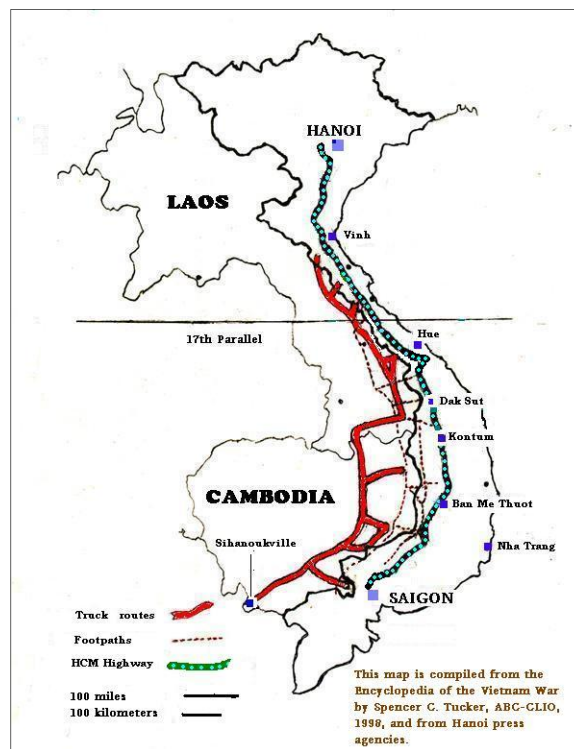 HANOI
LAOS
Vinh
17th Parallel
Hue
Dak Sut
Kontum
CAMBODIA
Ban Me Thuot
Sihanoukville
Nha Trang
SAIGON
Truck routes
Footpaths
HCM Highway
100 miles
100 kilometers
This map is compiled from the
Encyclopedia of the Vietnam War
by Spencer C. Tucker, ABC-CLIO,
1998, and from Hanoi press
agencies.